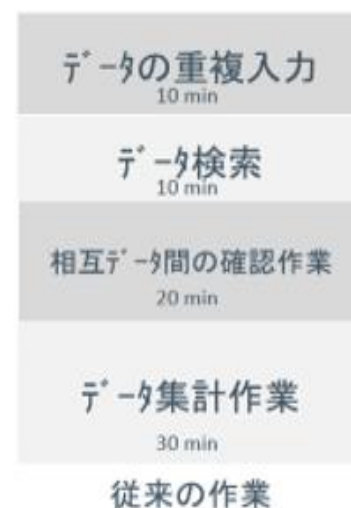 ﾃﾞｰﾀの重複入力
10 min
ﾃﾞｰﾀ検索
10 min
相互ﾃﾞｰﾀ間の確認作業
20 min
ﾃﾞｰﾀ集計作業
30 min
従来の作業